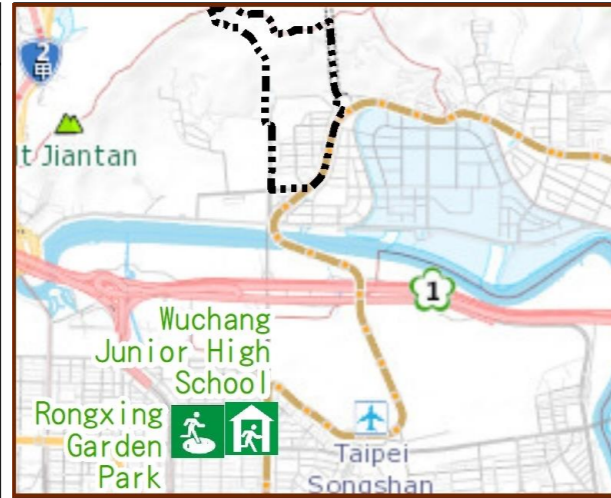 2
甲
t Jiantan
1
Wuchang
Junior High
School
Rongxing
Garden
Park
Taipei
Songshan